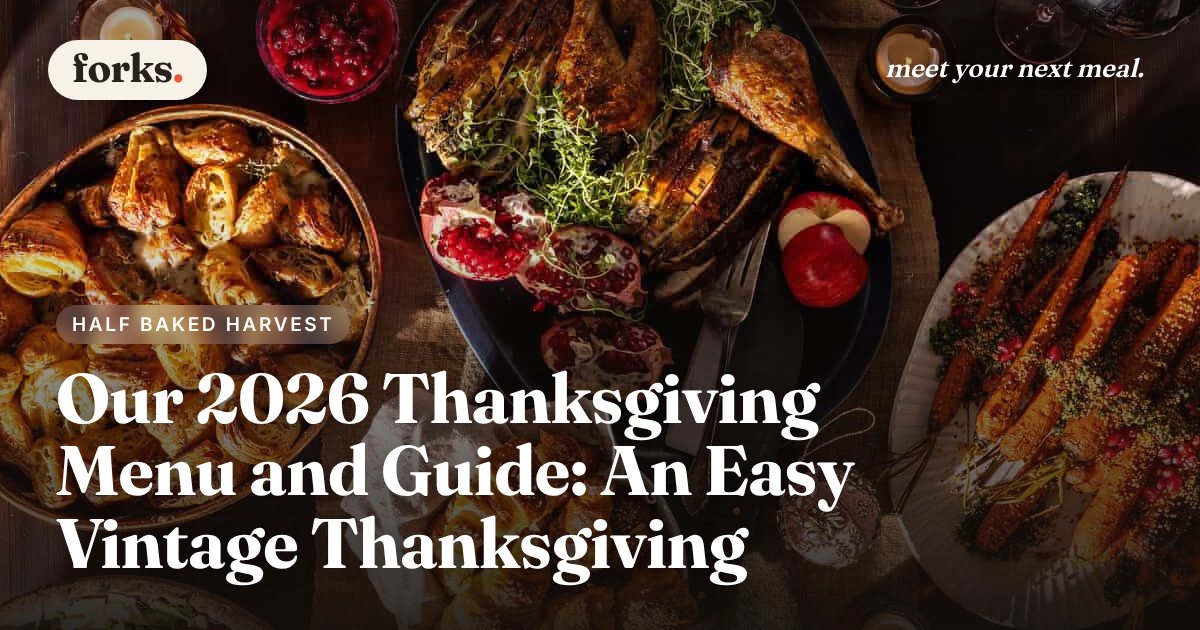 forks.
meet your next meal.
HALF BAKED HARVEST
Our 2026 Thanksgiving
Menu and Guide: An Easy
Vintage Thanksgiving